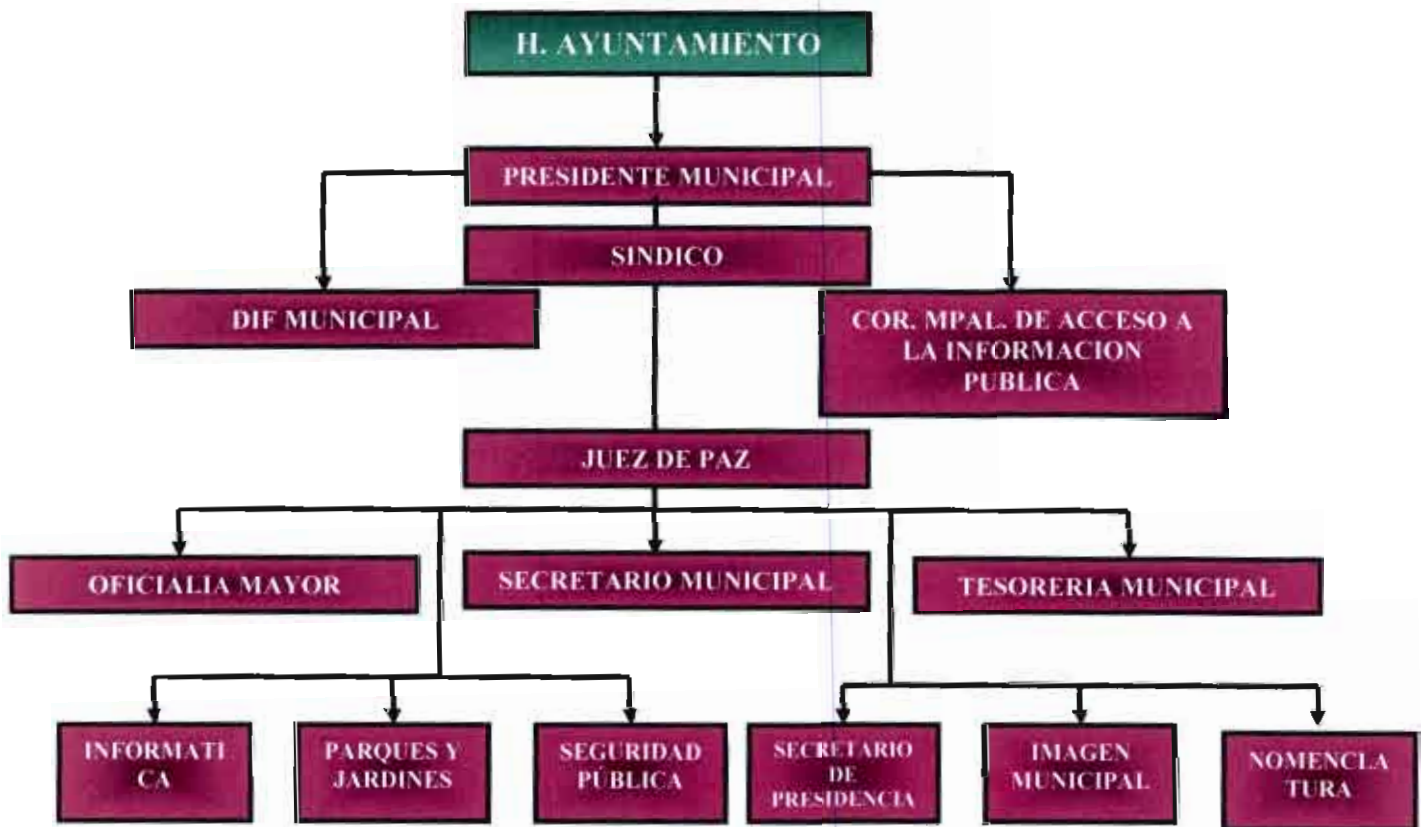 H. AYUNTAMIENTO
PRESIDENTE MUNICIPAL
SINDICO
DIF MUNICIPAL
COR. MPAL. DE ACCESO A
LA INFORMACION
PUBLICA
JUEZ DE PAZ
OFICIALIA MAYOR
SECRETARIO MUNICIPAL
TESORERIA MUNICIPAL
INFORMATI
CA
PARQUES Y
JARDINES
SEGURIDAD
PÚBLICA
SECRETARIO
DE
PRESIDENCIA
IMAGEN
MUNICIPAL
NOMENCLA
TURA